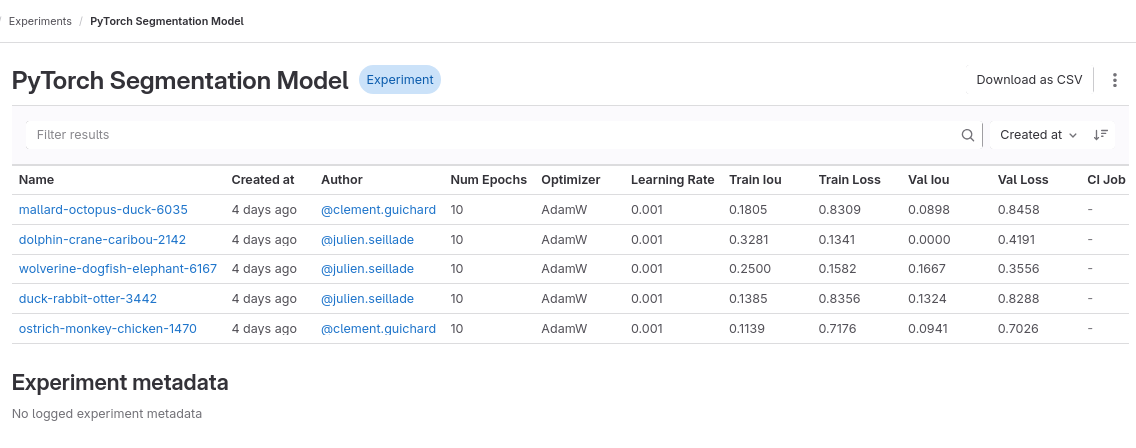 / Experiments / PyTorch Segmentation Model
PyTorch Segmentation Model Experiment Download as CSV
Filter results Created at
Name Created at Author Num Epochs Optimizer Learning Rate Train Iou Train Loss Val Iou Val Loss CI Job
mallard-octopus-duck-6035 4 days ago @clement.guichard 10 AdamW 0.001 0.1805 0.8309 0.0898 0.8458 -
dolphin-crane-caribou-2142 4 days ago @julien.seillade 10 AdamW 0.001 0.3281 0.1341 0.0000 0.4191 -
wolverine-dogfish-elephant-6167 4 days ago @julien.seillade 10 AdamW 0.001 0.2500 0.1582 0.1667 0.3556 -
duck-rabbit-otter-3442 4 days ago @julien.seillade 10 AdamW 0.001 0.1385 0.8356 0.1324 0.8288 -
ostrich-monkey-chicken-1470 4 days ago @clement.guichard 10 AdamW 0.001 0.1139 0.7176 0.0941 0.7026 -
Experiment metadata
No logged experiment metadata